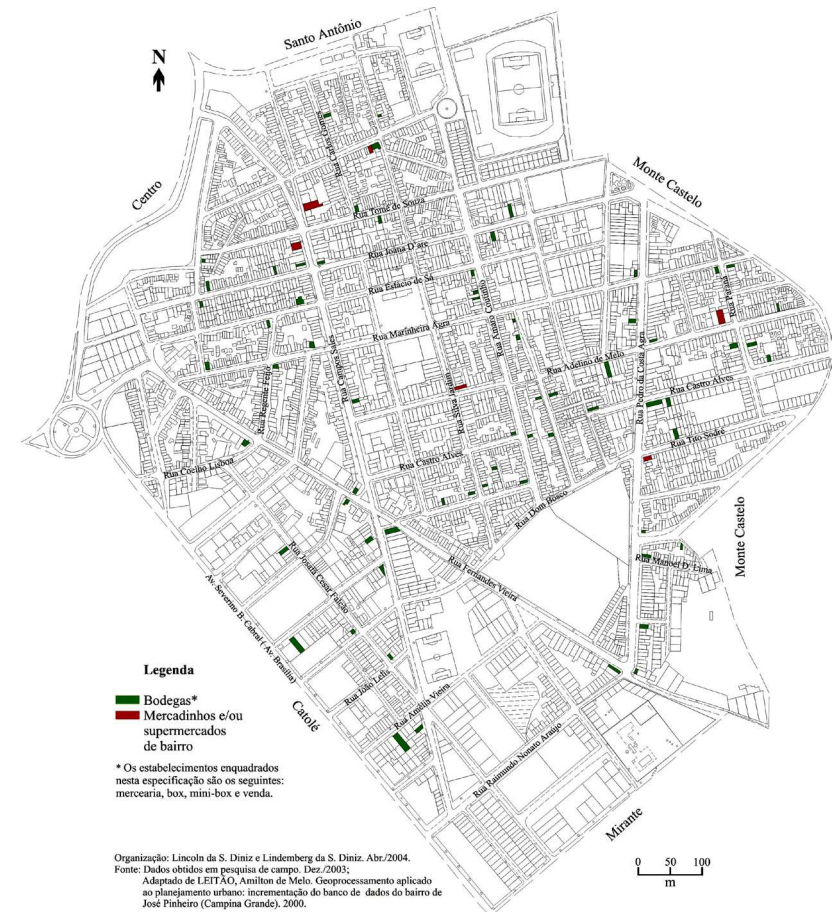 Santo Antônio
N
Monte Castelo
Centro
Rua Carlos Gomes
Rua Tomé de Souza
Rua Joana D'arc
Rua Estácio de Sá
Rua Marinheira Agra
Rua Campos Sales
Rua Silva Jardim
Rua Adelino de Melo
Rua Pedro da Costa Agra
Rua Castro Alves
Rua Tito Sodré
Rua Coelho Lisboa
Rua Castro Alves
Rua Dom Bosco
Monte Castelo
Rua Fernandes Vieira
Rua Manoel D. Lima
Av. Severino B. Cabral (Av. Brasília)
Rua João Lelis
Rua Amélia Vieira
Rua Raimundo Nonato Araújo
Catolé
Mirante
Legenda
Bodegas*
Mercadinhos e/ou
supermercados
de bairro
* Os estabelecimentos enquadrados
nesta especificação são os seguintes:
mercearia, box, mini-box e venda.
Organização: Lincoln da S. Diniz e Lindemberg da S. Diniz. Abr./2004.
Fonte: Dados obtidos em pesquisa de campo. Dez./2003;
Adaptado de LEITÃO, Amilton de Melo. Geoprocessamento aplicado
ao planejamento urbano: incrementação do banco de dados do bairro de
José Pinheiro (Campina Grande). 2000.
0 50 100
m